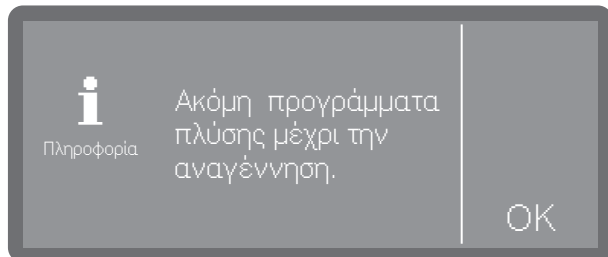 i
Πληροφορία
Ακόμη προγράμματα
πλύσης μέχρι την
αναγέννηση.
OK